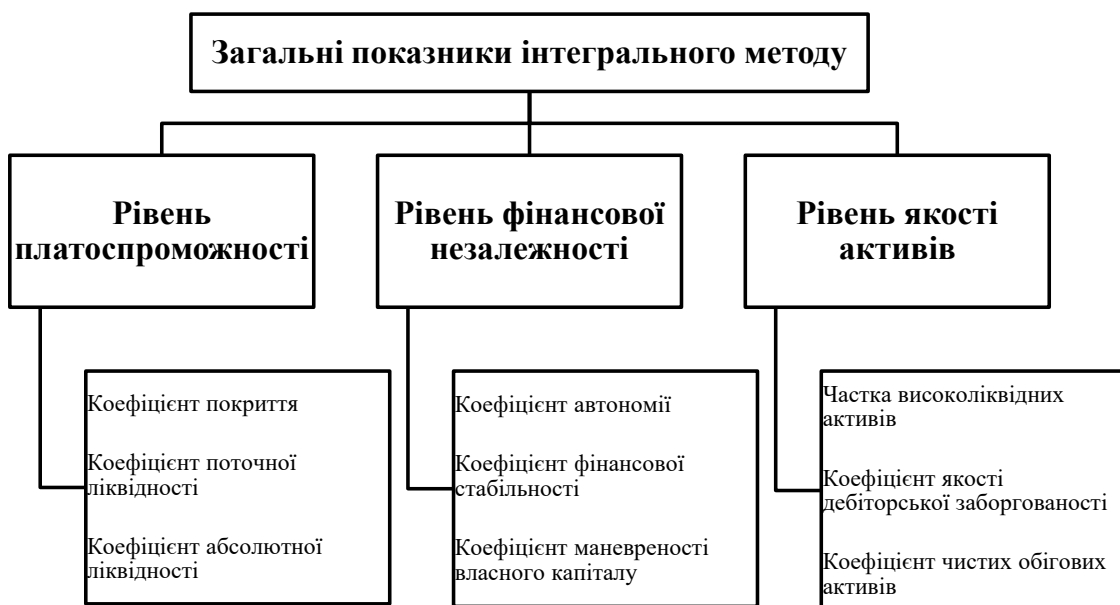 Загальні показники інтегрального методу
Рівень
платоспроможності
Рівень фінансової
незалежності
Рівень якості
активів
Коефіцієнт покриття
Коефіцієнт поточної
ліквідності
Коефіцієнт абсолютної
ліквідності
Коефіцієнт автономії
Коефіцієнт фінансової
стабільності
Коефіцієнт маневреності
власного капіталу
Частка високоліквідних
активів
Коефіцієнт якості
дебіторської заборгованості
Коефіцієнт чистих обігових
активів